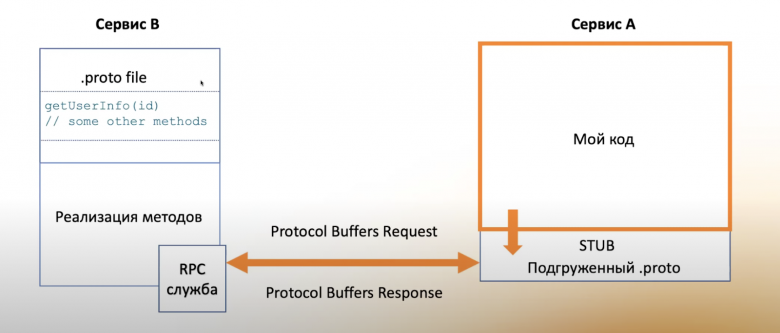 Сервис B
Сервис A
.proto file
getUserInfo(id)
// some other methods
Мой код
Реализация методов
Protocol Buffers Request
STUB
Подгруженный .proto
RPC
служба
Protocol Buffers Response